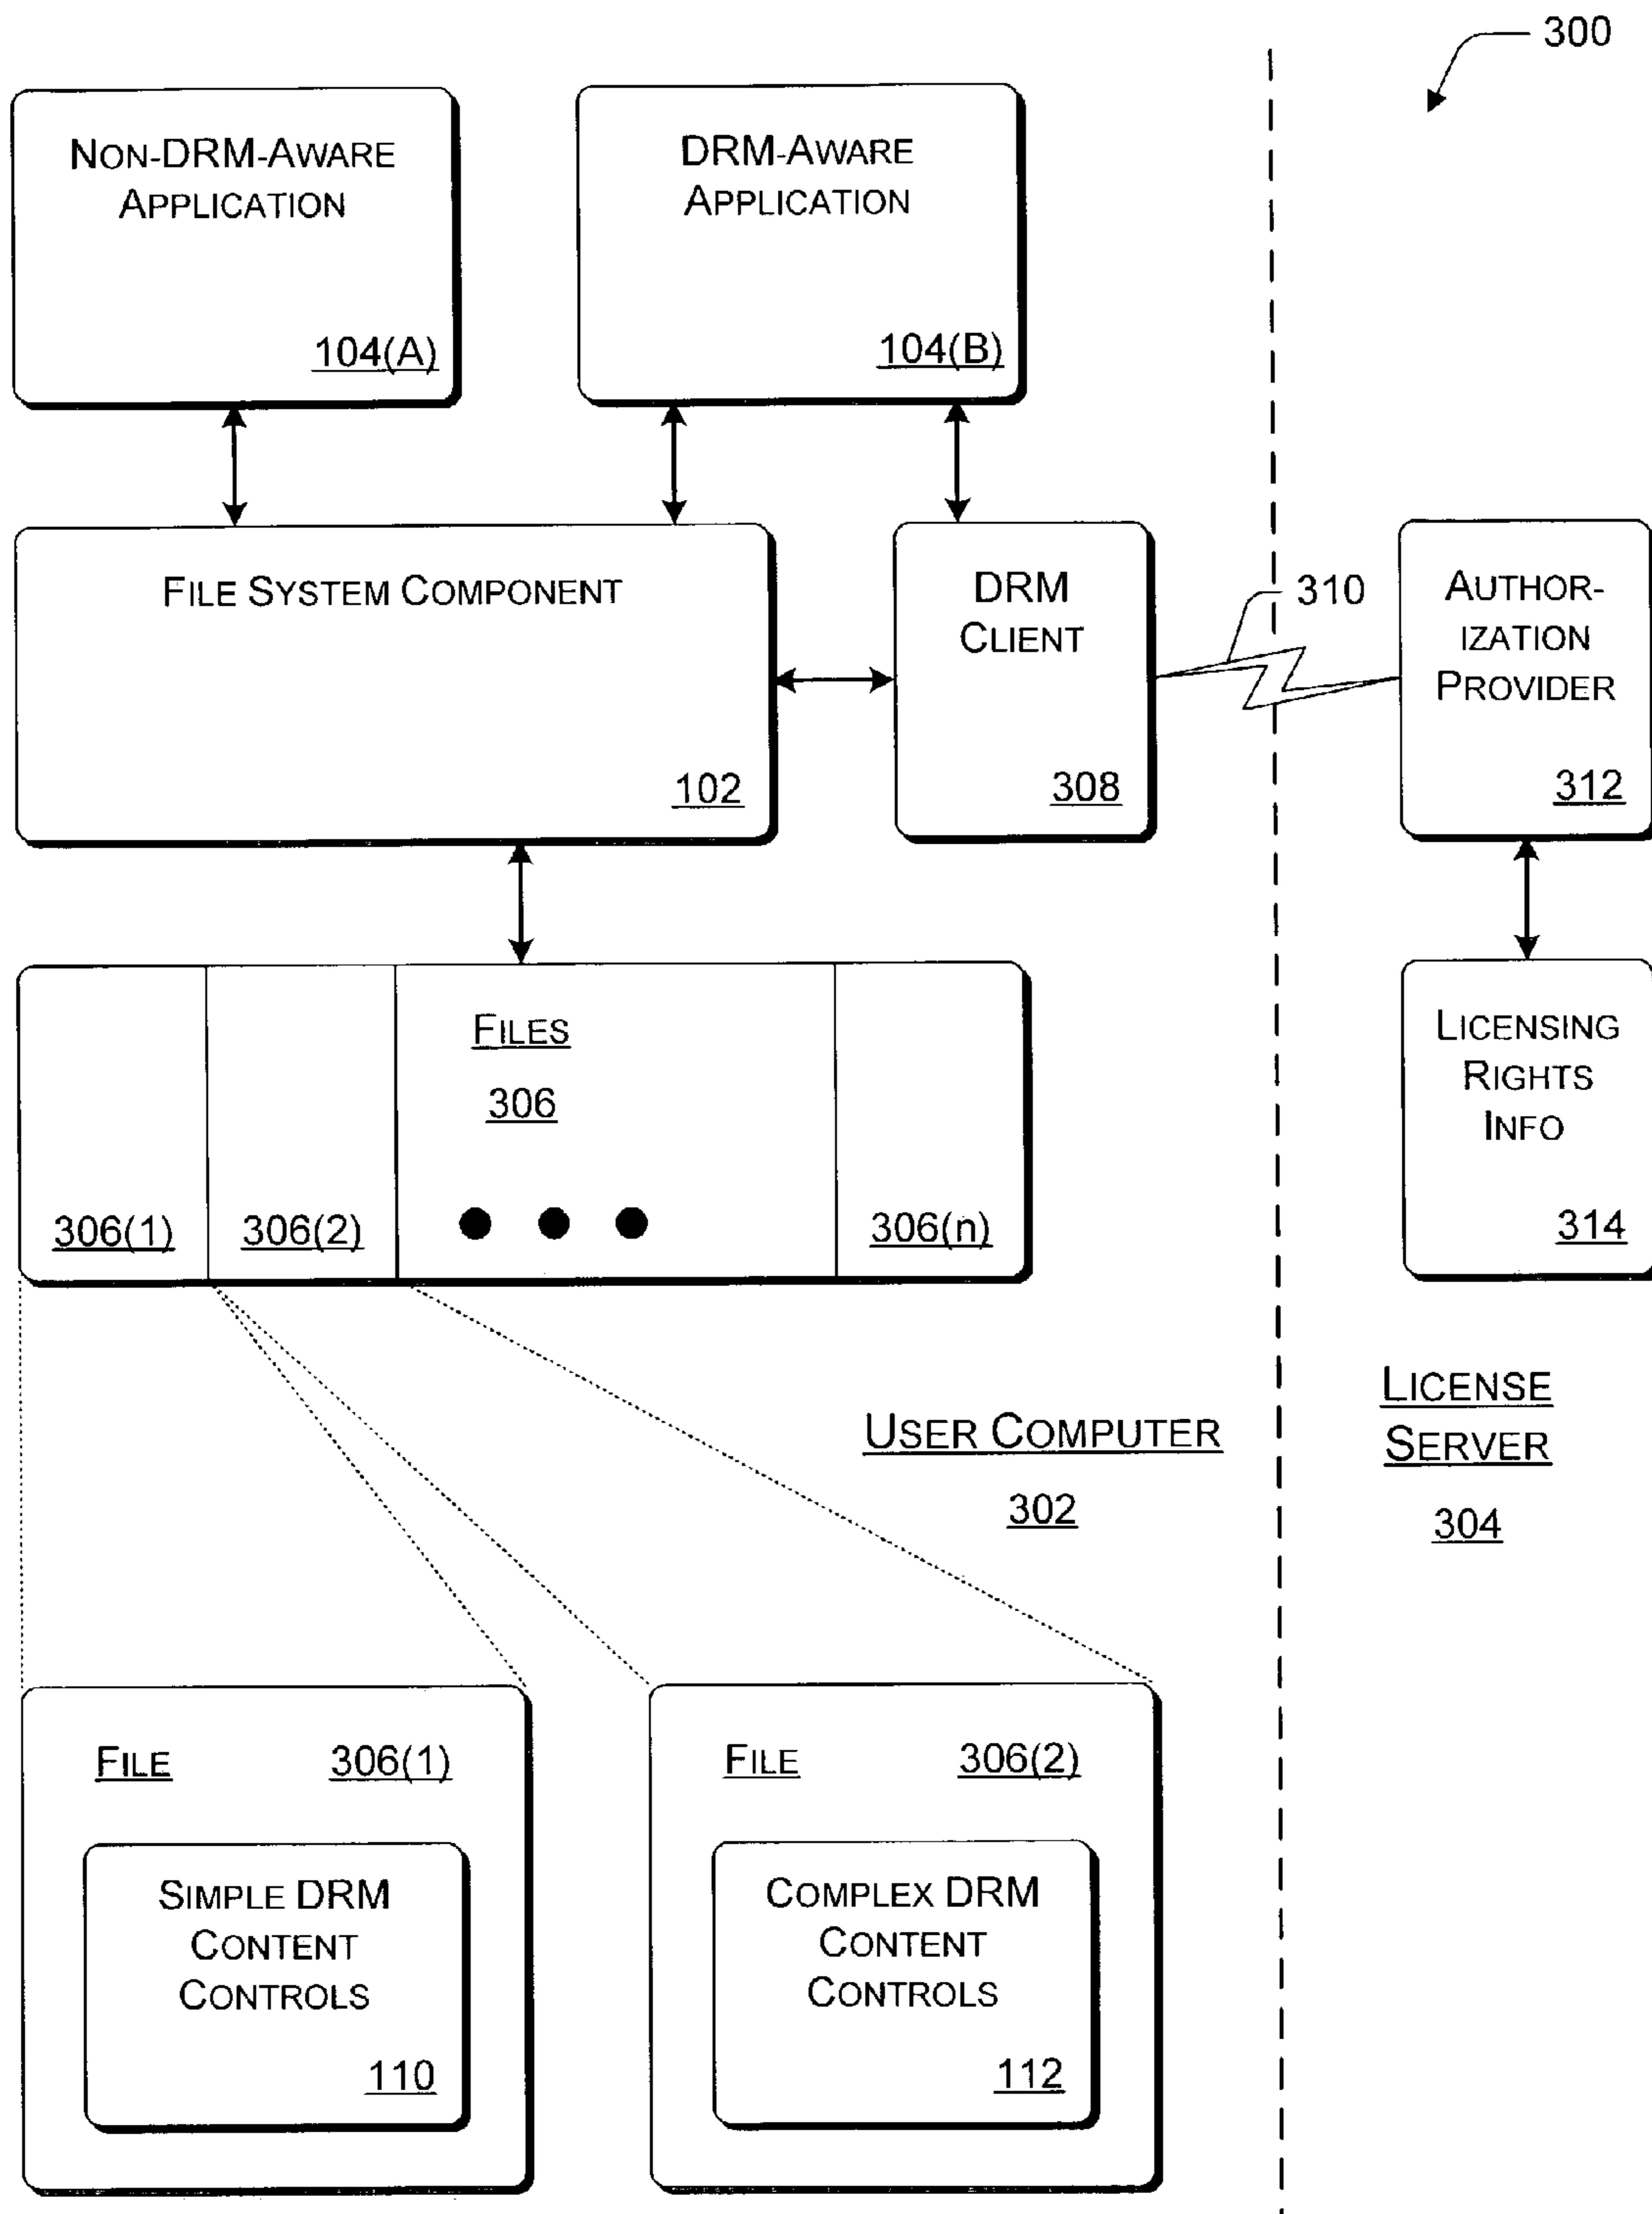 300
NON-DRM-AWARE
APPLICATION
104(A)
DRM-AWARE
APPLICATION
104(B)
FILE SYSTEM COMPONENT
102
DRM
CLIENT
308
310
AUTHOR-
IZATION
PROVIDER
312
FILES
306
306(1)
306(2)
306(n)
LICENSING
RIGHTS
INFO
314
USER COMPUTER
302
LICENSE
SERVER
304
FILE 306(1)
SIMPLE DRM
CONTENT
CONTROLS
110
FILE 306(2)
COMPLEX DRM
CONTENT
CONTROLS
112